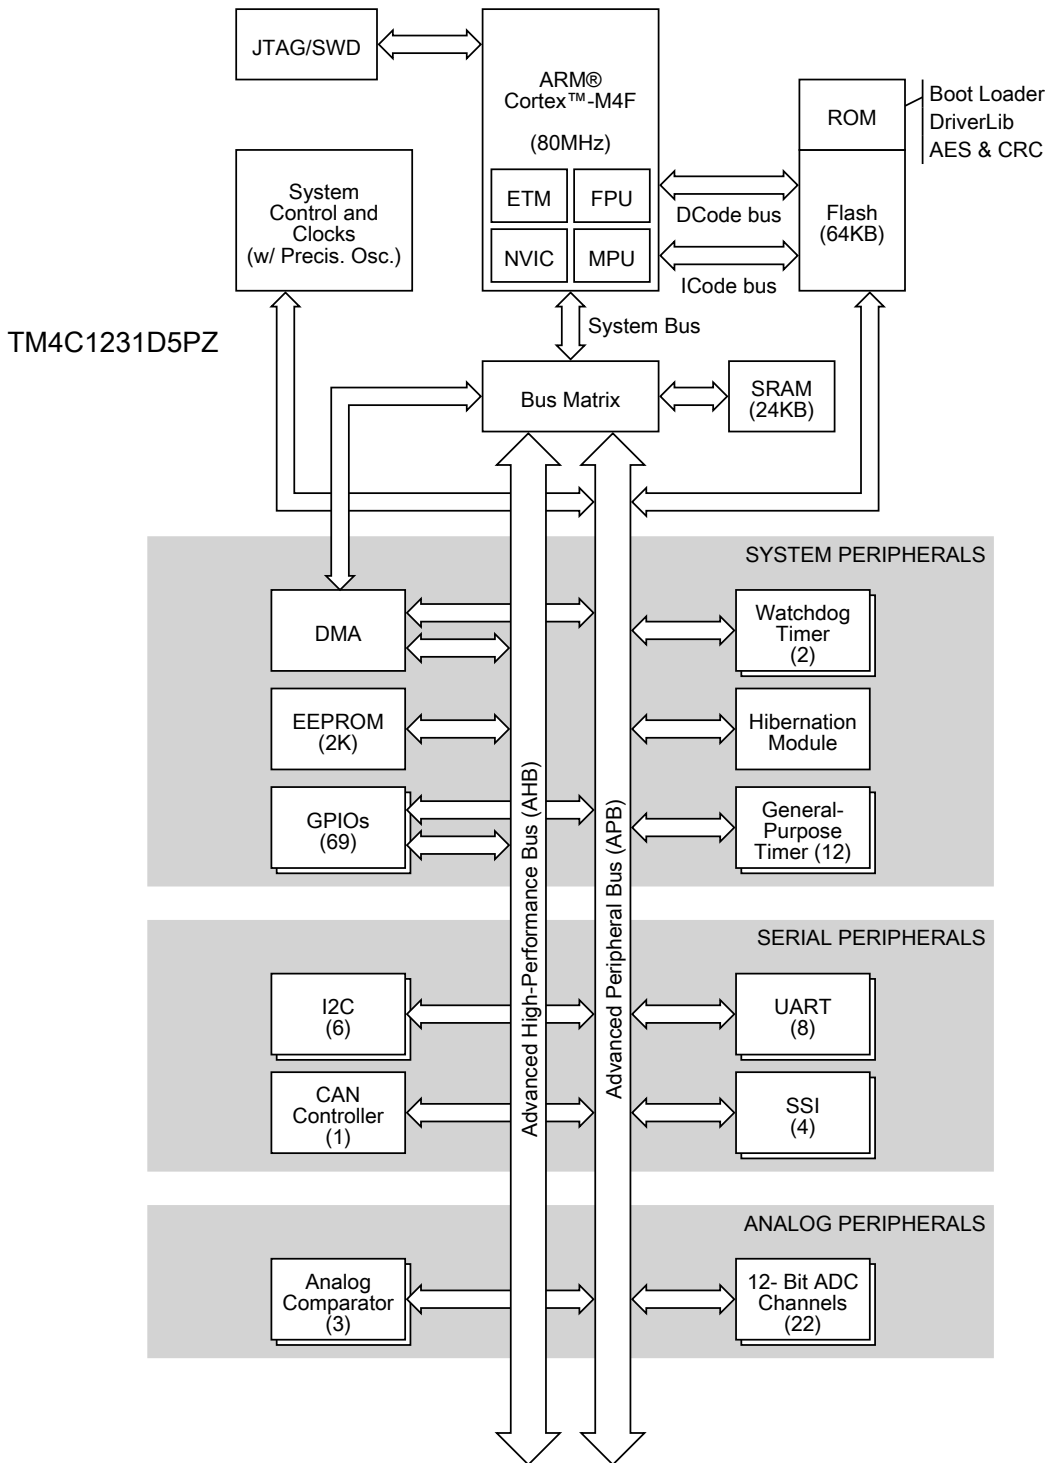 JTAG/SWD
ARM®
Cortex™-M4F
(80MHz)
ETM
FPU
NVIC
MPU
ROM
Boot Loader
DriverLib
AES & CRC
Flash
(64KB)
DCode bus
ICode bus
System
Control and
Clocks
(w/ Precis. Osc.)
TM4C1231D5PZ
System Bus
Bus Matrix
SRAM
(24KB)
SYSTEM PERIPHERALS
DMA
Watchdog
Timer
(2)
EEPROM
(2K)
Hibernation
Module
GPIOs
(69)
General-
Purpose
Timer (12)
Advanced High-Performance Bus (AHB)
Advanced Peripheral Bus (APB)
SERIAL PERIPHERALS
I2C
(6)
UART
(8)
CAN
Controller
(1)
SSI
(4)
ANALOG PERIPHERALS
Analog
Comparator
(3)
12- Bit ADC
Channels
(22)